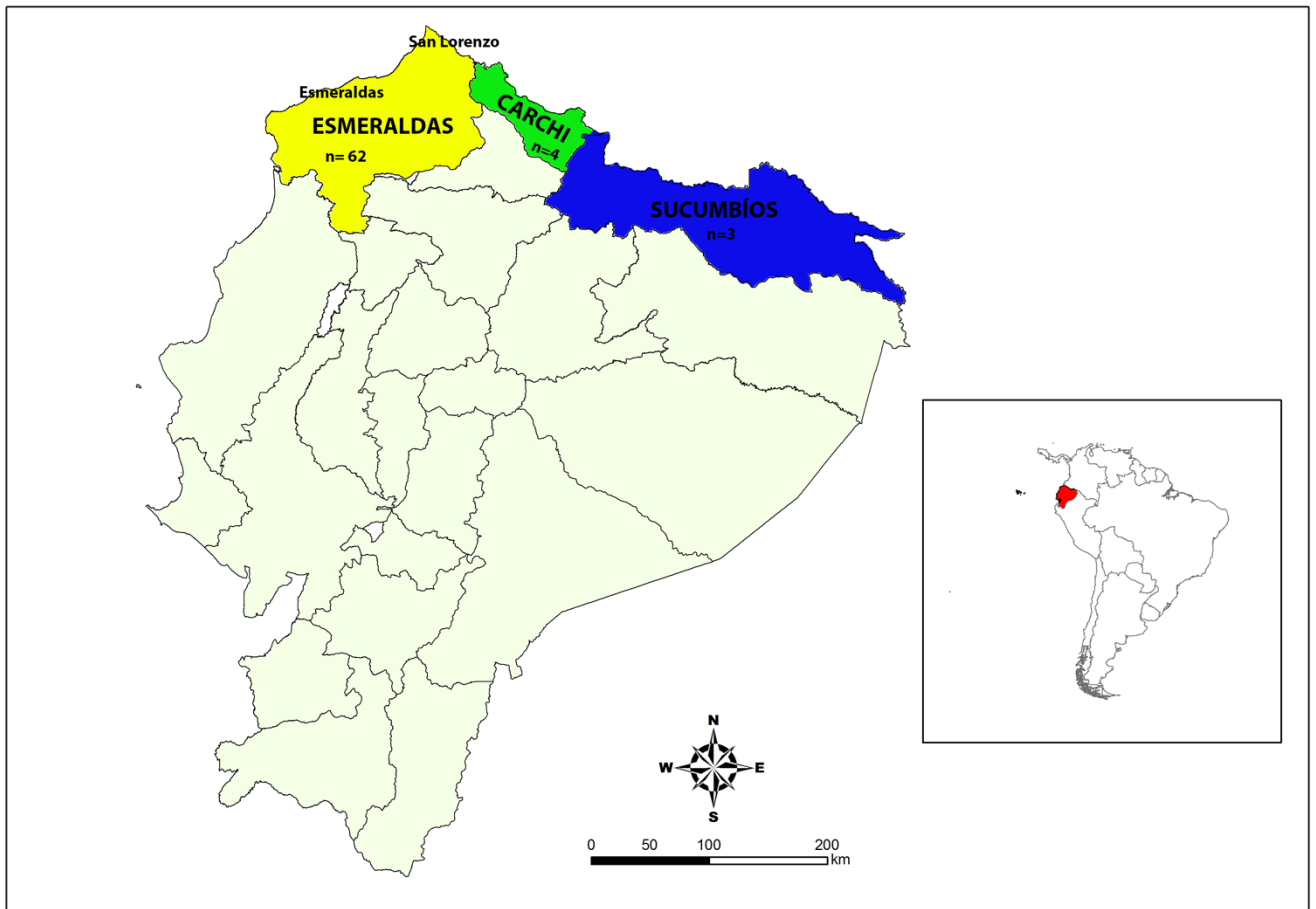 San Lorenzo
Esmeraldas
ESMERALDAS
n= 62
CARCHI
n=4
SUCUMBÍOS
n=3
N
W
E
S
0 50 100 200
km